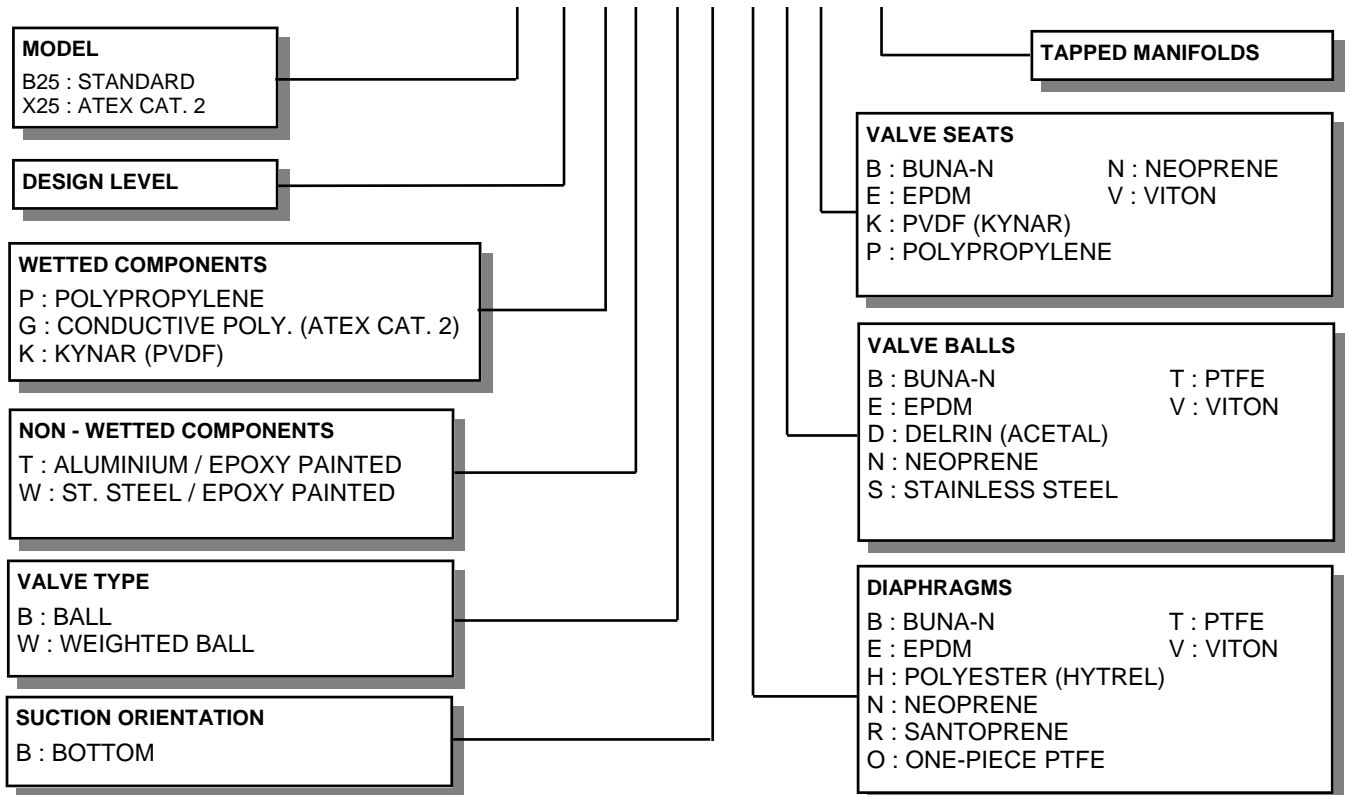 MODEL
B25 : STANDARD
X25 : ATEX CAT. 2
DESIGN LEVEL
WETTED COMPONENTS
P : POLYPROPYLENE
G : CONDUCTIVE POLY. (ATEX CAT. 2)
K : KYNAR (PVDF)
NON - WETTED COMPONENTS
T : ALUMINIUM / EPOXY PAINTED
W : ST. STEEL / EPOXY PAINTED
VALVE TYPE
B : BALL
W : WEIGHTED BALL
SUCTION ORIENTATION
B : BOTTOM
TAPPED MANIFOLDS
VALVE SEATS
B : BUNA-N N : NEOPRENE
E : EPDM V : VITON
K : PVDF (KYNAR)
P : POLYPROPYLENE
VALVE BALLS
B : BUNA-N T : PTFE
E : EPDM V : VITON
D : DELRIN (ACETAL)
N : NEOPRENE
S : STAINLESS STEEL
DIAPHRAGMS
B : BUNA-N T : PTFE
E : EPDM V : VITON
H : POLYESTER (HYTREL)
N : NEOPRENE
R : SANTOPRENE
O : ONE-PIECE PTFE